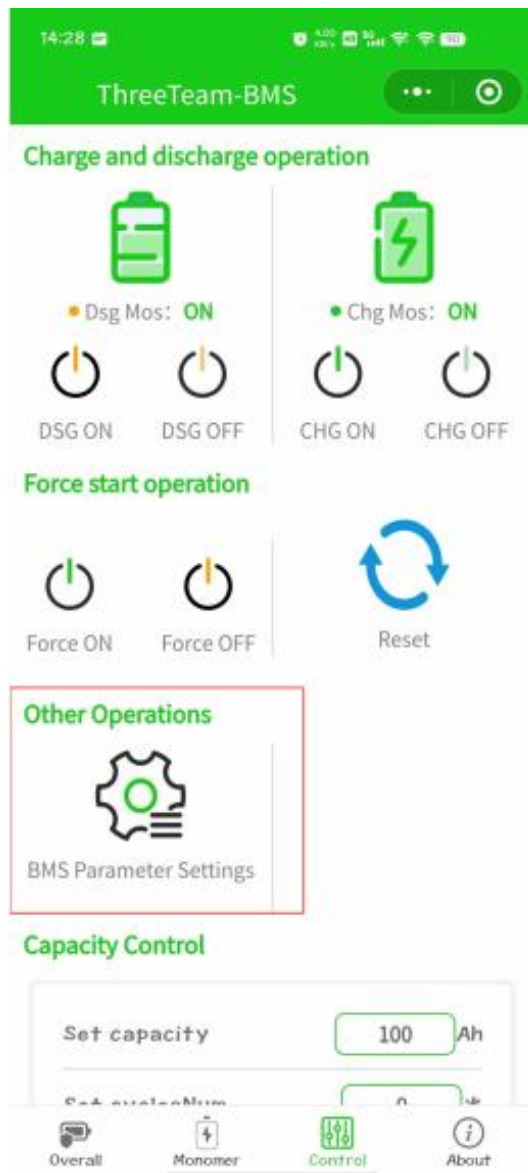 14:28
ThreeTeam-BMS
Charge and discharge operation
Dsg Mos: ON
Chg Mos: ON
DSG ON
DSG OFF
CHG ON
CHG OFF
Force start operation
Force ON
Force OFF
Reset
Other Operations
BMS Parameter Settings
Capacity Control
Set capacity
100
Ah
Overall
Monomer
Control
About